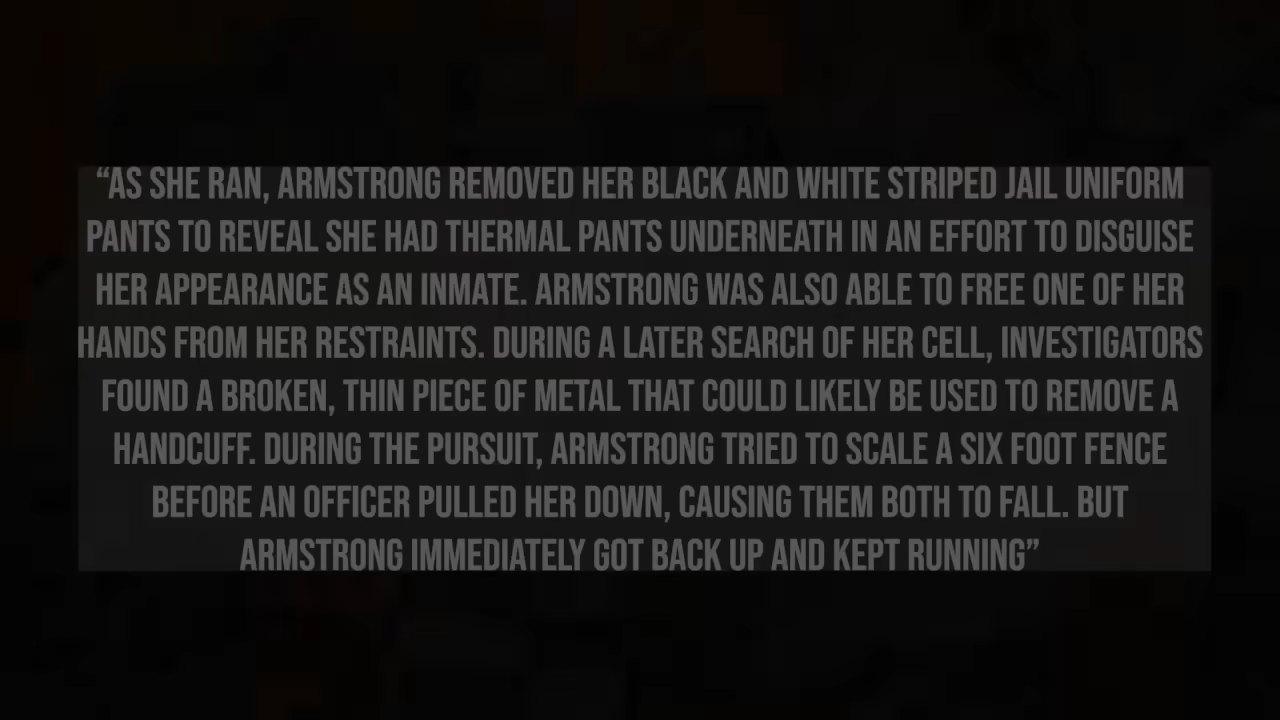 “AS SHE RAN, ARMSTRONG REMOVED HER BLACK AND WHITE STRIPED JAIL UNIFORM
PANTS TO REVEAL SHE HAD THERMAL PANTS UNDERNEATH IN AN EFFORT TO DISGUISE
HER APPEARANCE AS AN INMATE. ARMSTRONG WAS ALSO ABLE TO FREE ONE OF HER
HANDS FROM HER RESTRAINTS. DURING A LATER SEARCH OF HER CELL, INVESTIGATORS
FOUND A BROKEN, THIN PIECE OF METAL THAT COULD LIKELY BE USED TO REMOVE A
HANDCUFF. DURING THE PURSUIT, ARMSTRONG TRIED TO SCALE A SIX FOOT FENCE
BEFORE AN OFFICER PULLED HER DOWN, CAUSING THEM BOTH TO FALL. BUT
ARMSTRONG IMMEDIATELY GOT BACK UP AND KEPT RUNNING”